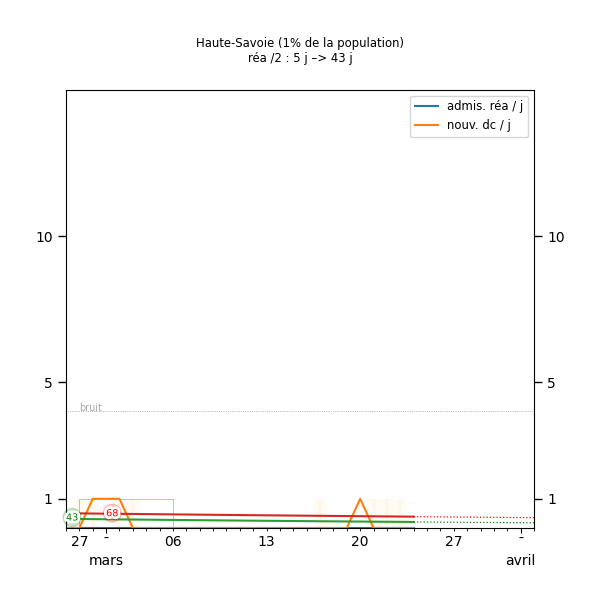 Haute-Savoie (1% de la population)
réa /2 : 5 j –> 43 j
admis. réa / j
nouv. dc / j
10 10
5 5
bruit
1 1
43 68
27 - 06 13 20 27 -
mars avril